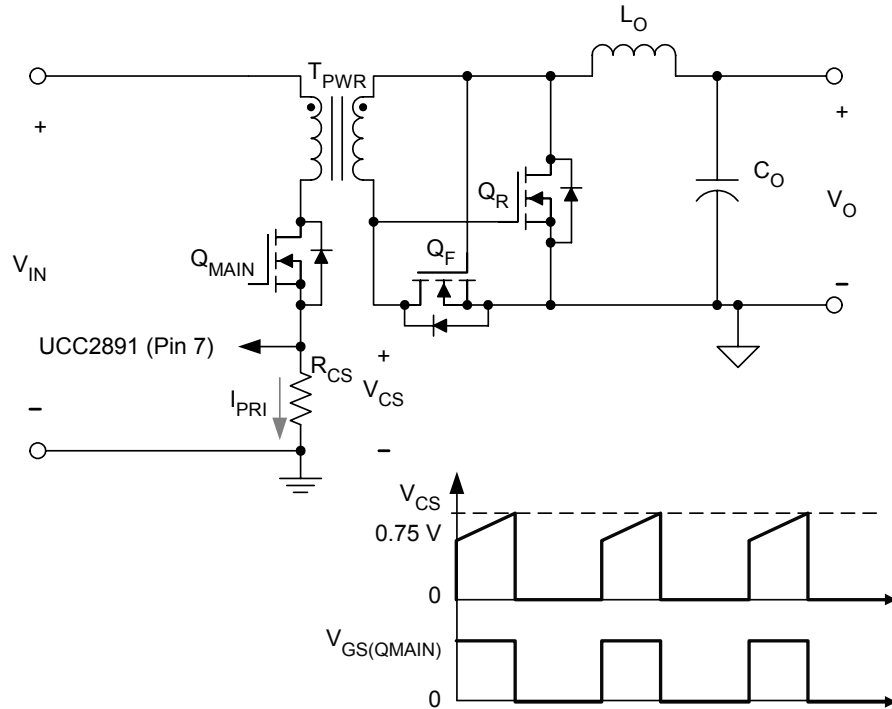 L_O
T_PWR
+
+
Q_R
C_O
V_O
Q_F
Q_MAIN
V_IN
–
UCC2891 (Pin 7)
R_CS
+
V_CS
I_PRI
–
–
V_CS
0.75 V
0
V_GS(QMAIN)
0